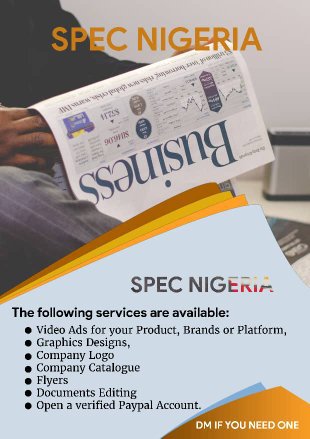 SPEC NIGERIA
Business
SPEC NIGERIA
The following services are available:
● Video Ads for your Product, Brands or Platform,
● Graphics Designs,
● Company Logo
● Company Catalogue
● Flyers
● Documents Editing
● Open a verified Paypal Account.
DM IF YOU NEED ONE